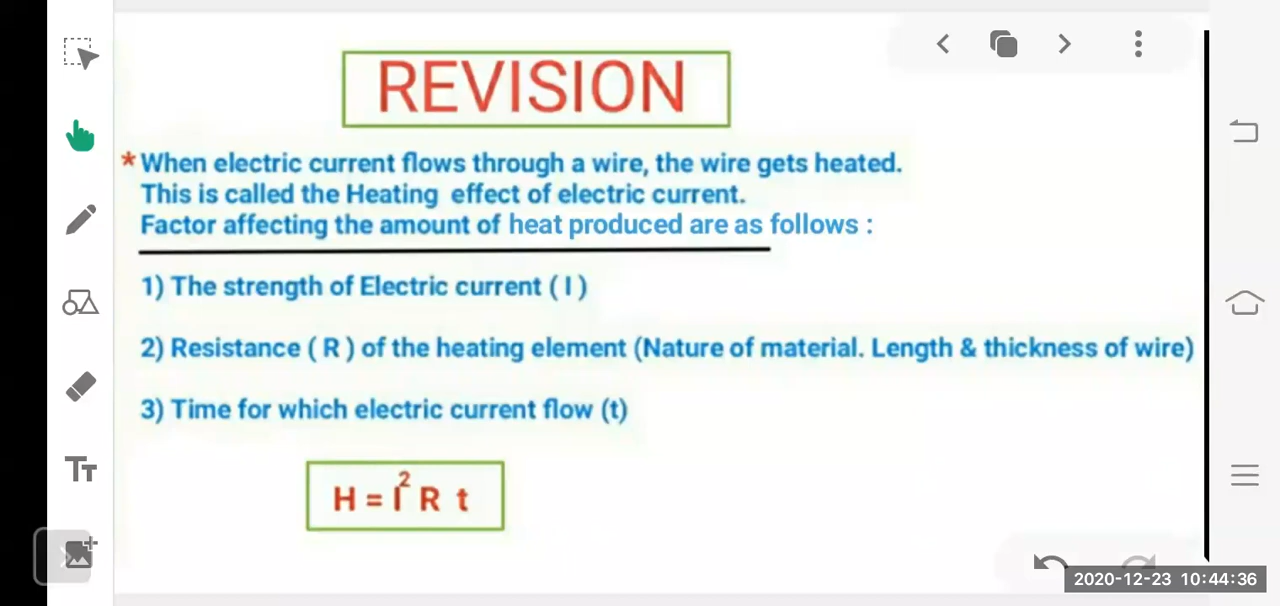 REVISION
* When electric current flows through a wire, the wire gets heated.
This is called the Heating effect of electric current.
Factor affecting the amount of heat produced are as follows :
1) The strength of Electric current ( I )
2) Resistance ( R ) of the heating element (Nature of material. Length & thickness of wire)
3) Time for which electric current flow (t)
H = I² R t
TT
2020-12-23 10:44:36